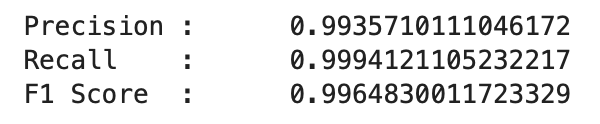 Precision :      0.9935710111046172
Recall    :      0.9994121105232217
F1 Score  :      0.9964830011723329